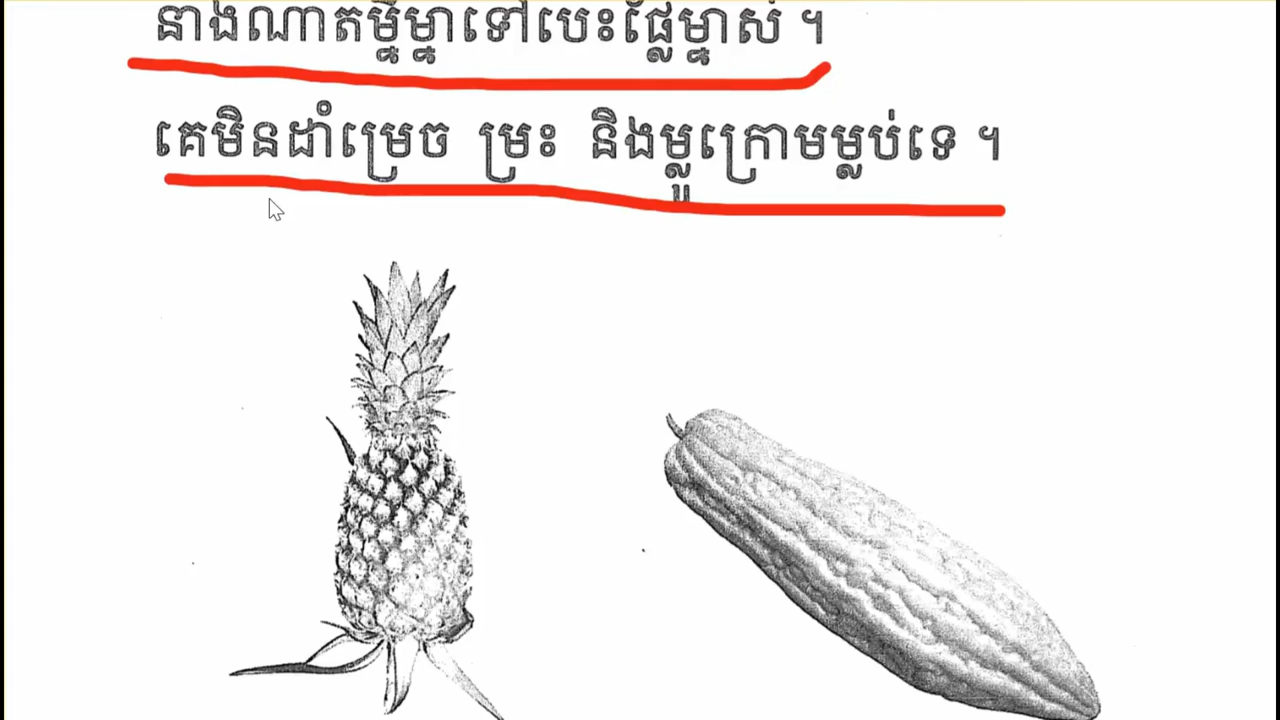 នាងណាតម្នីម្នាទៅបេះផ្លែម្នាស់ ។
គេមិនដាំម្រេច ម្រះ និងម្លូក្រោមម្លប់ទេ ។